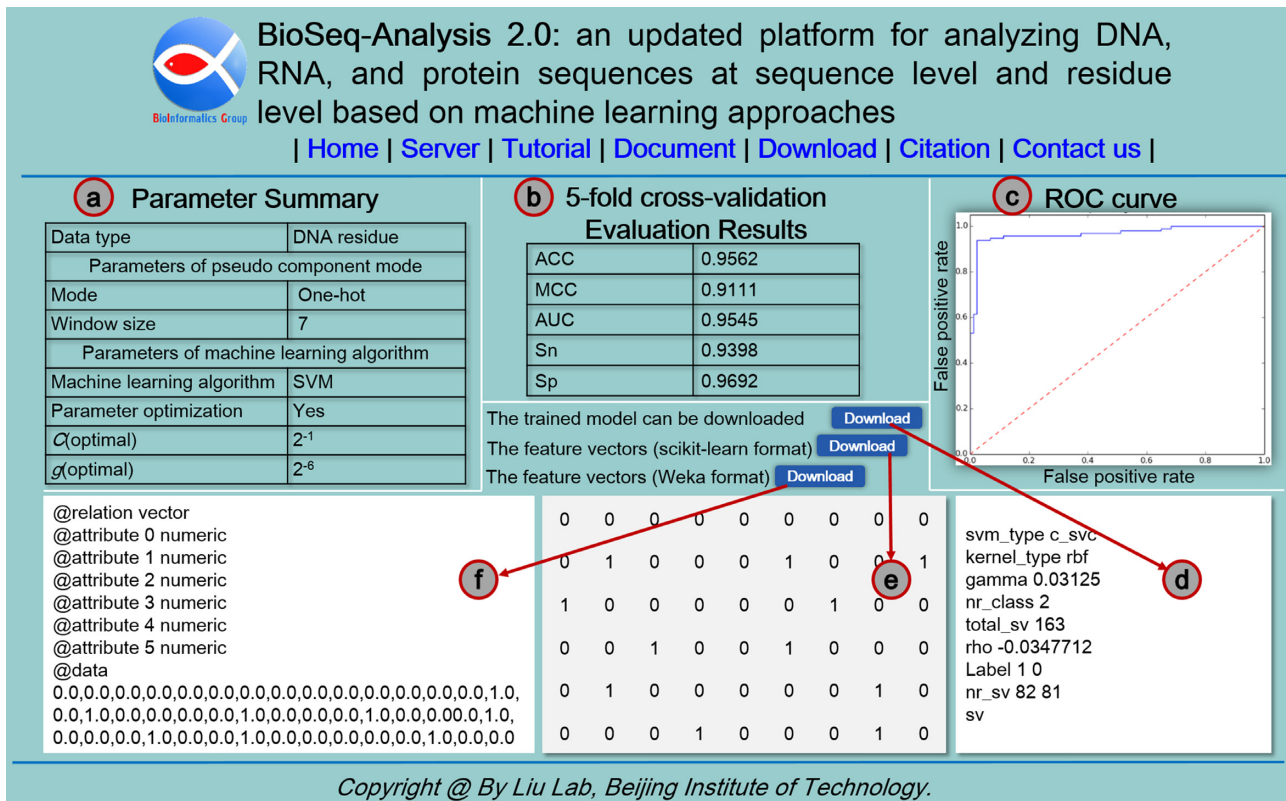 BioSeq-Analysis 2.0: an updated platform for analyzing DNA,
RNA, and protein sequences at sequence level and residue
level based on machine learning approaches
BioInformatics Group
| Home | Server | Tutorial | Document | Download | Citation | Contact us |
a Parameter Summary
Data type DNA residue
Parameters of pseudo component mode
Mode One-hot
Window size 7
Parameters of machine learning algorithm
Machine learning algorithm SVM
Parameter optimization Yes
C(optimal) 2-1
g(optimal) 2-6
b 5-fold cross-validation
Evaluation Results
ACC 0.9562
MCC 0.9111
AUC 0.9545
Sn 0.9398
Sp 0.9692
The trained model can be downloaded Download
The feature vectors (scikit-learn format) Download
The feature vectors (Weka format) Download
c ROC curve
False positive rate
1.0
0.8
0.6
0.4
0.2
0.0
0.0 0.2 0.4 0.6 0.8 1.0
False positive rate
@relation vector
@attribute 0 numeric
@attribute 1 numeric
@attribute 2 numeric
@attribute 3 numeric
@attribute 4 numeric
@attribute 5 numeric
@data
0.0,0.0,0.0,0.0,0.0,0.0,0.0,0.0,0.0,0.0,0.0,0.0,0.0,0.0,1.0,
0.0,1.0,0.0,0.0,0.0,0.0,1.0,0.0,0.0,0.0,1.0,0.0,0.00.0,1.0,
0.0,0.0,0.0,1.0,0.0,0.0,1.0,0.0,0.0,0.0,0.0,0.0,1.0,0.0,0.0
f
0 0 0 0 0 0 0 0 0
0 1 0 0 0 1 0 0 1
1 0 0 0 0 0 1 0 0
0 0 1 0 0 1 0 0 0
0 1 0 0 0 0 0 1 0
0 0 0 1 0 0 0 1 0
e
svm_type c_svc
kernel_type rbf
gamma 0.03125
nr_class 2
total_sv 163
rho -0.0347712
Label 1 0
nr_sv 82 81
sv
d
Copyright @ By Liu Lab, Beijing Institute of Technology.